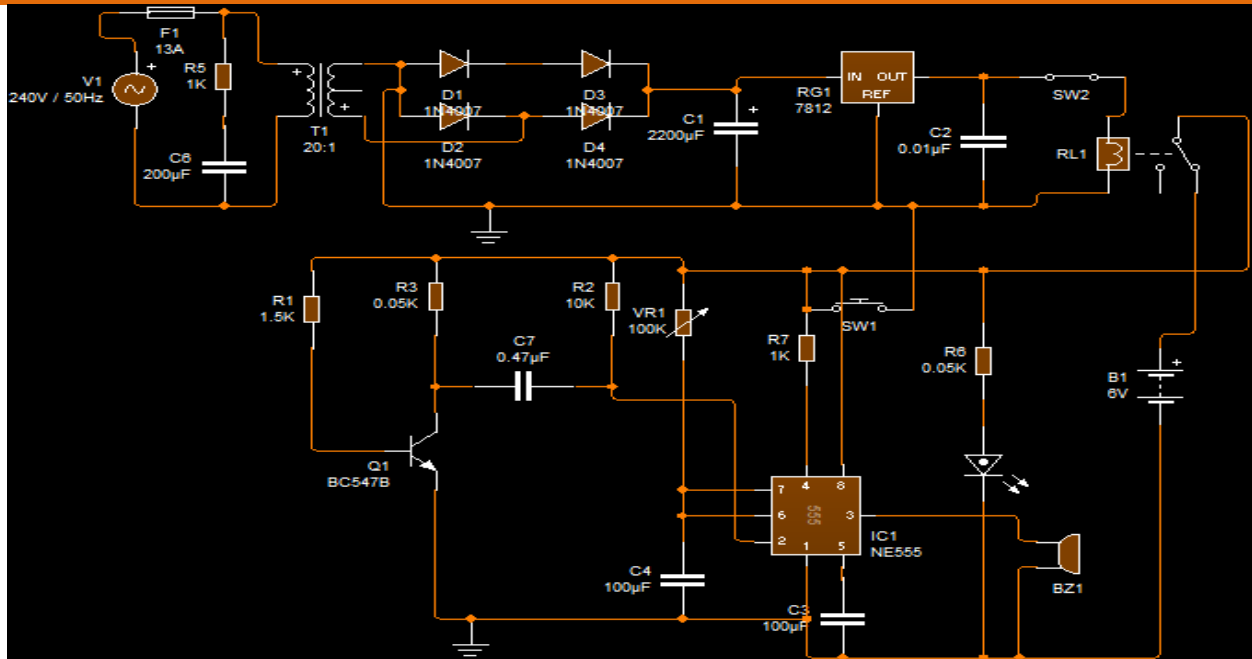 F1
13A
R5
1K
V1
240V / 50Hz
T1
20:1
C6
200µF
D1
1N4007
D3
1N4007
D2
1N4007
D4
1N4007
C1
2200µF
IN OUT
REF
RG1
7812
C2
0.01µF
SW2
RL1
R1
1.5K
R3
0.05K
R2
10K
C7
0.47µF
VR1
100K
R7
1K
SW1
R6
0.05K
B1
6V
Q1
BC547B
4 8
7
6 555 3
2
1 5
IC1
NE555
C4
100µF
C3
100µF
BZ1